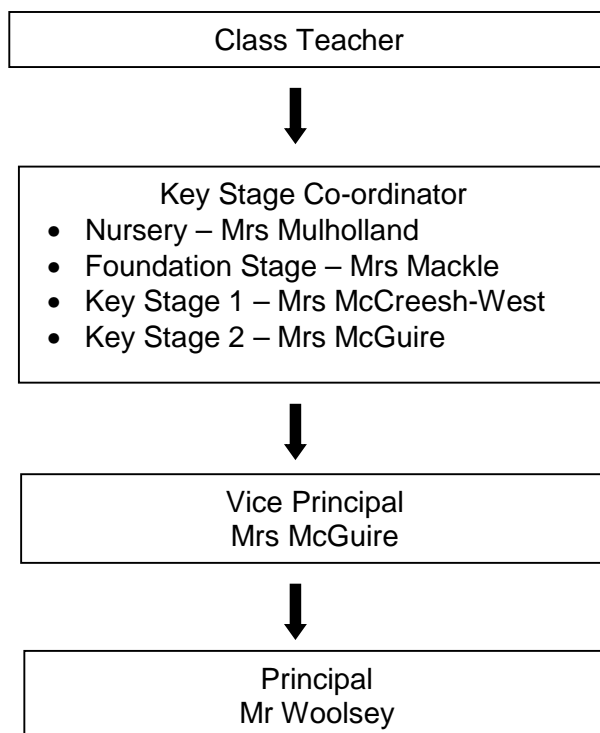 Class Teacher
Key Stage Co-ordinator
• Nursery – Mrs Mulholland
• Foundation Stage – Mrs Mackle
• Key Stage 1 – Mrs McCreesh-West
• Key Stage 2 – Mrs McGuire
Vice Principal
Mrs McGuire
Principal
Mr Woolsey